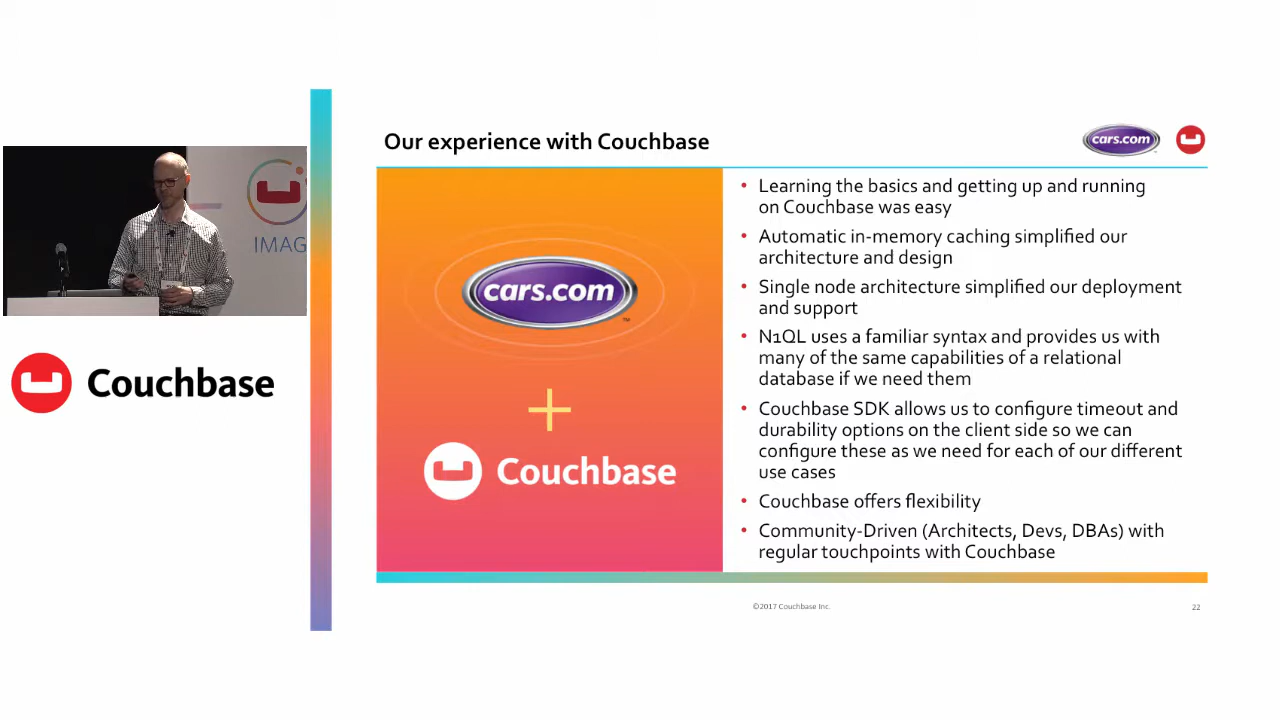 IMAG
Couchbase
Our experience with Couchbase
cars.com
cars.com
TM
+
Couchbase
• Learning the basics and getting up and running
on Couchbase was easy
• Automatic in-memory caching simplified our
architecture and design
• Single node architecture simplified our deployment
and support
• N1QL uses a familiar syntax and provides us with
many of the same capabilities of a relational
database if we need them
• Couchbase SDK allows us to configure timeout and
durability options on the client side so we can
configure these as we need for each of our different
use cases
• Couchbase offers flexibility
• Community-Driven (Architects, Devs, DBAs) with
regular touchpoints with Couchbase
©2017 Couchbase Inc.
22